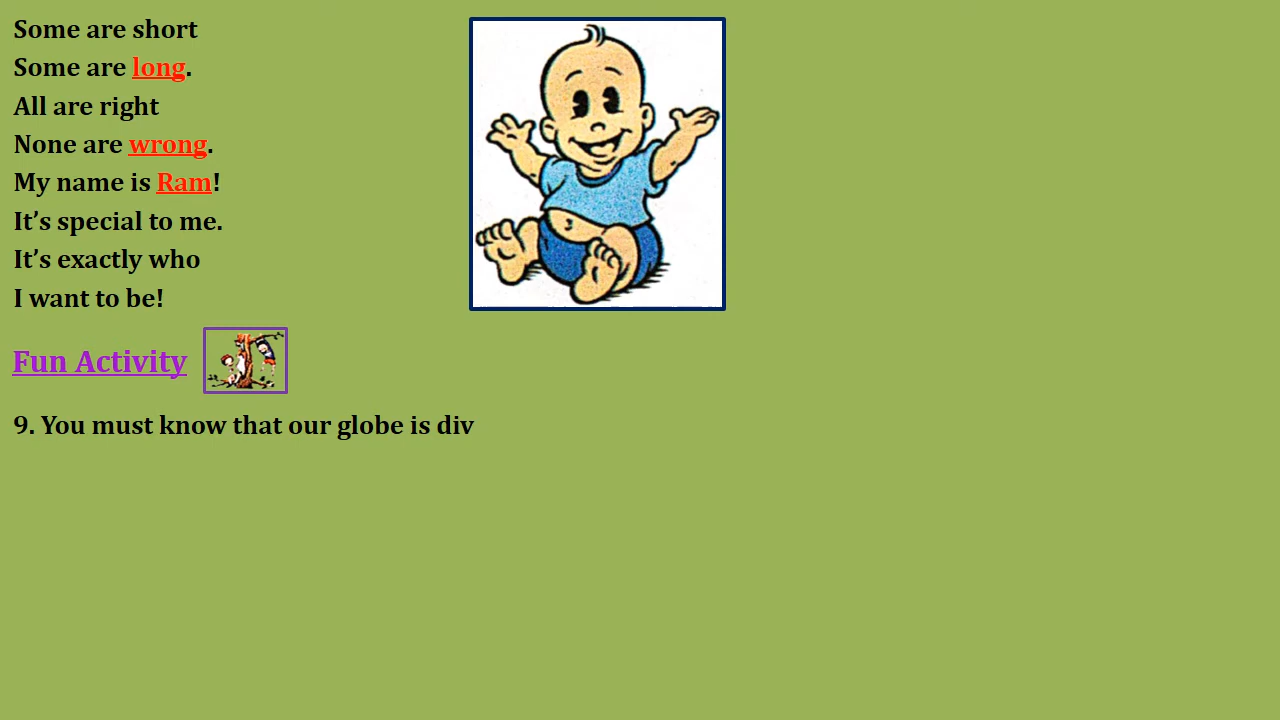 Some are short
Some are long.
All are right
None are wrong.
My name is Ram!
It’s special to me.
It’s exactly who
I want to be!
Fun Activity
9. You must know that our globe is div